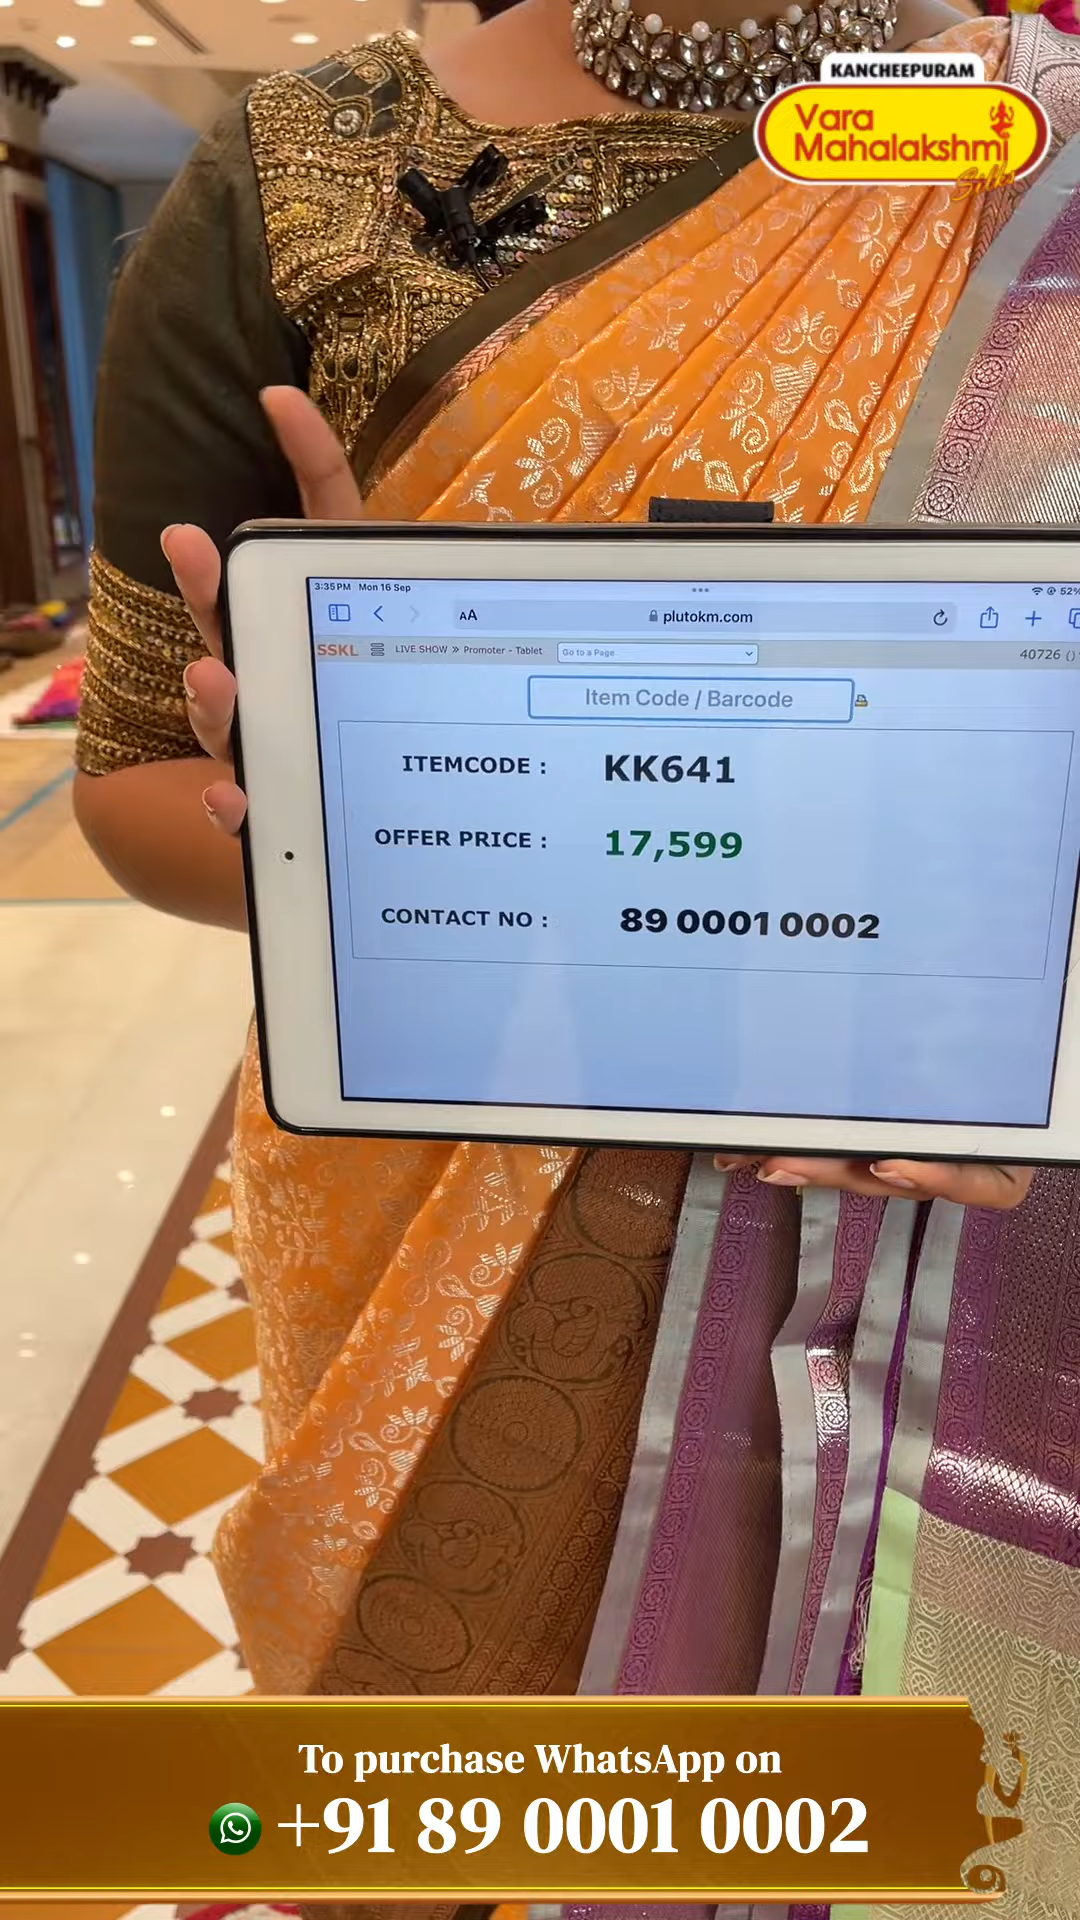 KANCHEEPURAM
Vara
Mahalakshmi
Silks
3:35 PM Mon 16 Sep
52%
AA
plutokm.com
SSKL
LIVE SHOW » Promoter - Tablet
Go to a Page
40726 ()
Item Code / Barcode
ITEMCODE : KK641
OFFER PRICE : 17,599
CONTACT NO : 89 0001 0002
To purchase WhatsApp on
+91 89 0001 0002